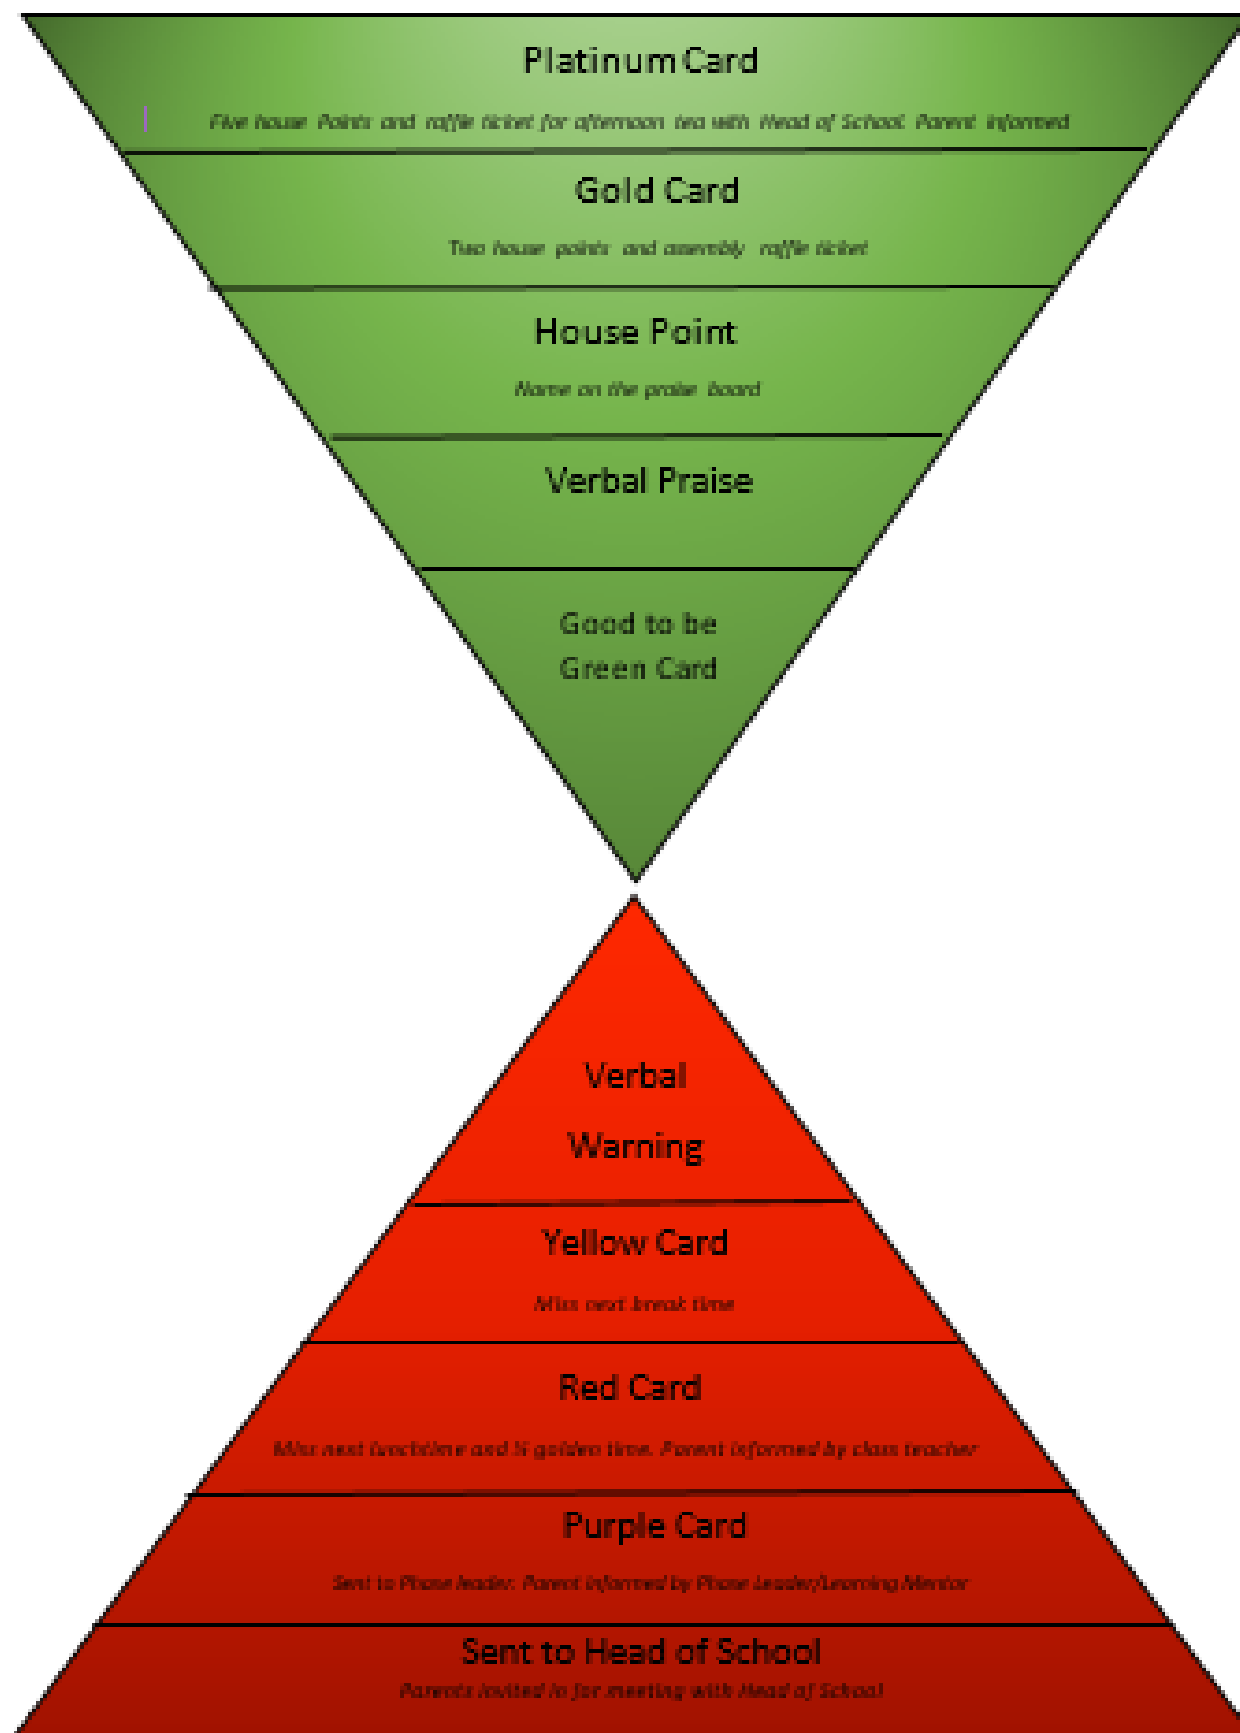 Platinum Card
Five house Points and raffle ticket for afternoon tea with Head of School. Parent informed
Gold Card
Two house points and assembly raffle ticket
House Point
Name on the praise board
Verbal Praise
Good to be
Green Card
Verbal
Warning
Yellow Card
Miss next break time
Red Card
Miss next lunchtime and ½ golden time. Parent informed by class teacher
Purple Card
Sent to Phase leader. Parent informed by Phase Leader/Learning Mentor
Sent to Head of School
Parents invited in for meeting with Head of School